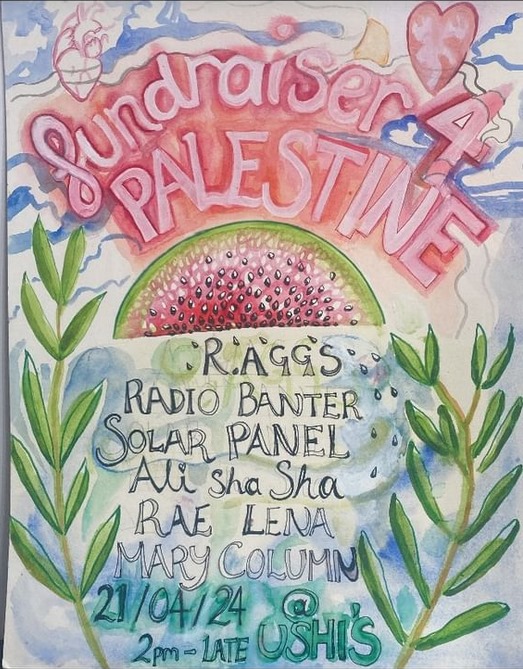 fundraiser 4
PALESTINE
R.AGGS
RADIO BANTER
SOLAR PANEL
Ali Sha Sha
RAE LENA
MARY COLUMN
21/04/24 @
2pm - LATE USHI'S